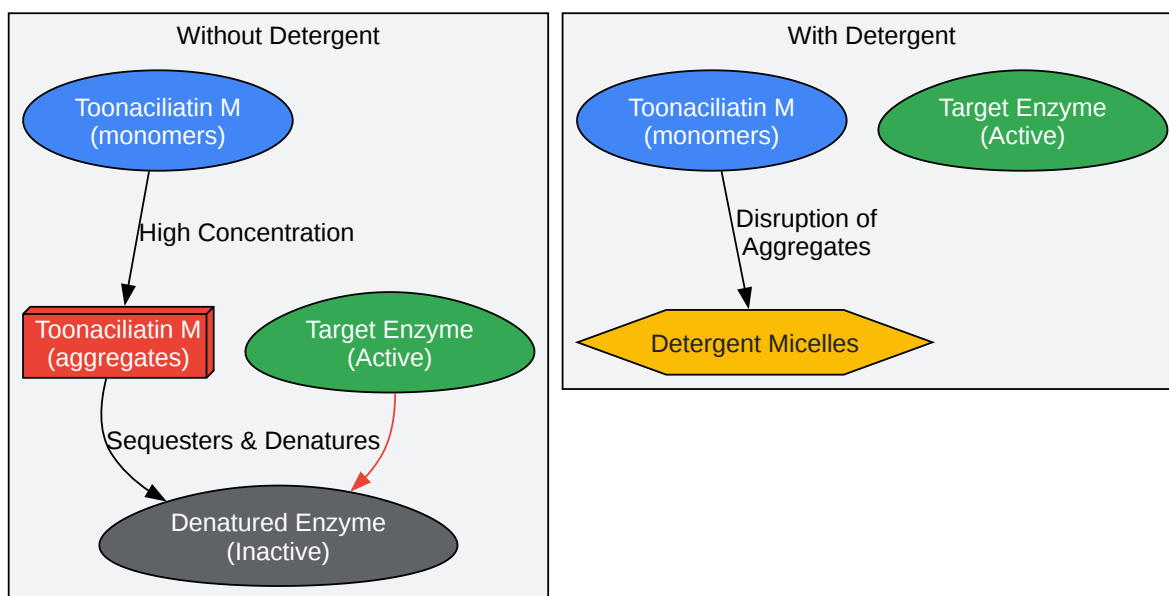 Without Detergent
Toonaciliatin M
(monomers)
High Concentration
Toonaciliatin M
(aggregates)
Target Enzyme
(Active)
Sequesters & Denatures
Denatured Enzyme
(Inactive)
With Detergent
Toonaciliatin M
(monomers)
Target Enzyme
(Active)
Disruption of
Aggregates
Detergent Micelles